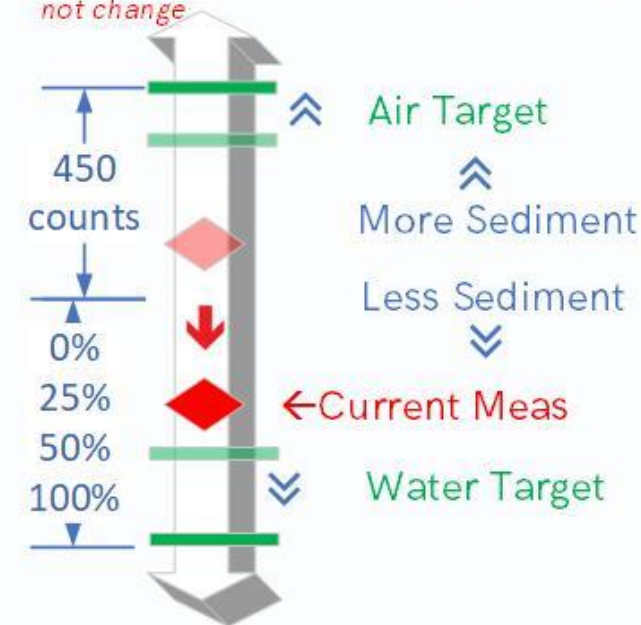 not change
Air Target
450
counts
More Sediment
Less Sediment
0%
25%
←Current Meas
50%
100%
Water Target